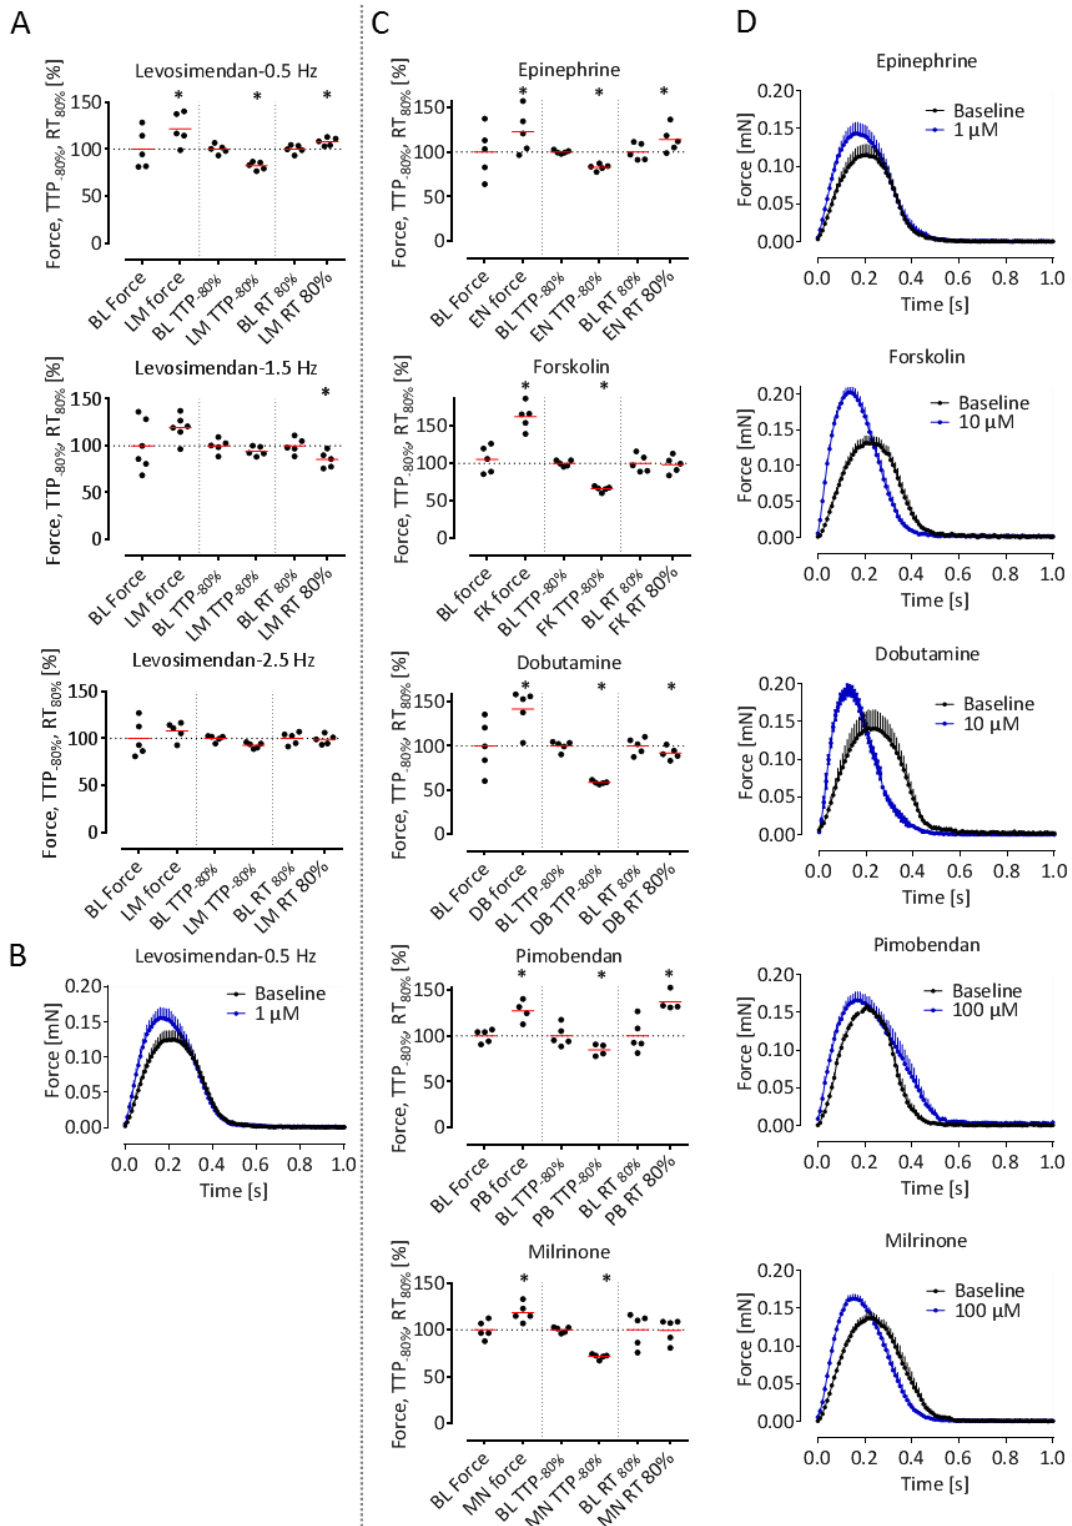 A
Levosimendan-0.5 Hz
Force, TTP-80%, RT80% [%]
150
100
50
0
* * *
BL Force
LM force
BL TTP-80%
LM TTP-80%
BL RT 80%
LM RT 80%
Levosimendan-1.5 Hz
Force, TTP-80%, RT80% [%]
150
100
50
0
*
BL Force
LM force
BL TTP-80%
LM TTP-80%
BL RT 80%
LM RT 80%
Levosimendan-2.5 Hz
Force, TTP-80%, RT80% [%]
150
100
50
0
BL Force
LM force
BL TTP-80%
LM TTP-80%
BL RT 80%
LM RT 80%
B
Levosimendan-0.5 Hz
Baseline
1 µM
Force [mN]
0.20
0.15
0.10
0.05
0.00
0.0 0.2 0.4 0.6 0.8 1.0
Time [s]
C
Epinephrine
Force, TTP-80%, RT80% [%]
150
100
50
0
* * *
BL Force
EN force
BL TTP-80%
EN TTP-80%
BL RT 80%
EN RT 80%
Forskolin
Force, TTP-80%, RT80% [%]
150
100
50
0
* *
BL force
FK force
BL TTP-80%
FK TTP-80%
BL RT 80%
FK RT 80%
Dobutamine
Force, TTP-80%, RT80% [%]
150
100
50
0
* * *
BL Force
DB force
BL TTP-80%
DB TTP-80%
BL RT 80%
DB RT 80%
Pimobendan
Force, TTP-80%, RT80% [%]
150
100
50
0
* * *
BL Force
PB force
BL TTP-80%
PB TTP-80%
BL RT 80%
PB RT 80%
Milrinone
Force, TTP-80%, RT80% [%]
150
100
50
0
* *
BL Force
MN force
BL TTP-80%
MN TTP-80%
BL RT 80%
MN RT 80%
D
Epinephrine
Baseline
1 µM
Force [mN]
0.20
0.15
0.10
0.05
0.00
0.0 0.2 0.4 0.6 0.8 1.0
Time [s]
Forskolin
Baseline
10 µM
Force [mN]
0.20
0.15
0.10
0.05
0.00
0.0 0.2 0.4 0.6 0.8 1.0
Time [s]
Dobutamine
Baseline
10 µM
Force [mN]
0.20
0.15
0.10
0.05
0.00
0.0 0.2 0.4 0.6 0.8 1.0
Time [s]
Pimobendan
Baseline
100 µM
Force [mN]
0.20
0.15
0.10
0.05
0.00
0.0 0.2 0.4 0.6 0.8 1.0
Time [s]
Milrinone
Baseline
100 µM
Force [mN]
0.20
0.15
0.10
0.05
0.00
0.0 0.2 0.4 0.6 0.8 1.0
Time [s]